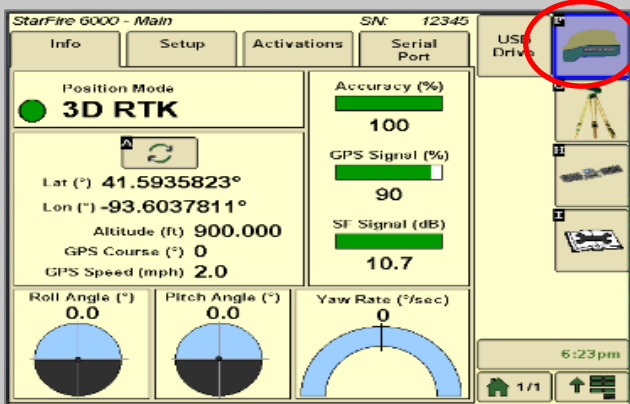 StarFire 6000 - Main SN: 12345
Info Setup Activations Serial Port
USB Drive
Position Mode
3D RTK
A
Lat (°) 41.5935823°
Lon (°) -93.6037811°
Altitude (ft) 900.000
GPS Course (°) 0
GPS Speed (mph) 2.0
Accuracy (%)
100
GPS Signal (%)
90
SF Signal (dB)
10.7
Roll Angle (°)
0.0
Pitch Angle (°)
0.0
Yaw Rate (°/sec)
0
F
G
H
I
6:23pm
1/1